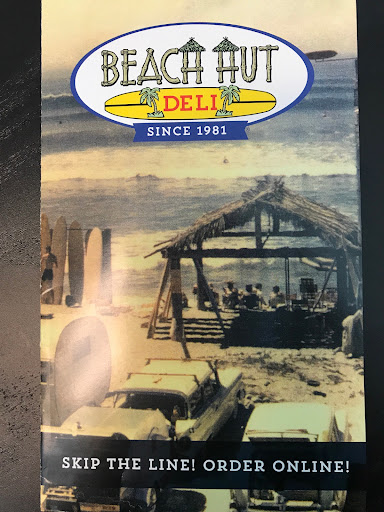 BEACH HUT
DELI
SINCE 1981
SKIP THE LINE! ORDER ONLINE!